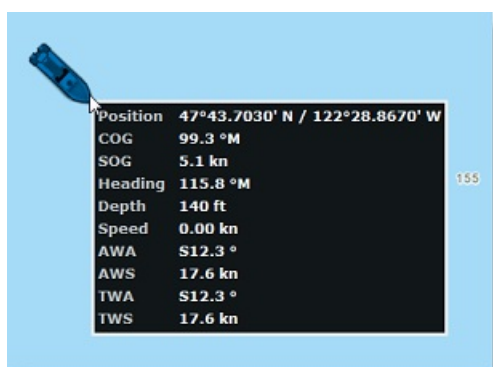 Position 47°43.7030' N / 122°28.8670' W
COG 99.3 °M
SOG 5.1 kn
Heading 115.8 °M
Depth 140 ft
Speed 0.00 kn
AWA S12.3 °
AWS 17.6 kn
TWA S12.3 °
TWS 17.6 kn
155